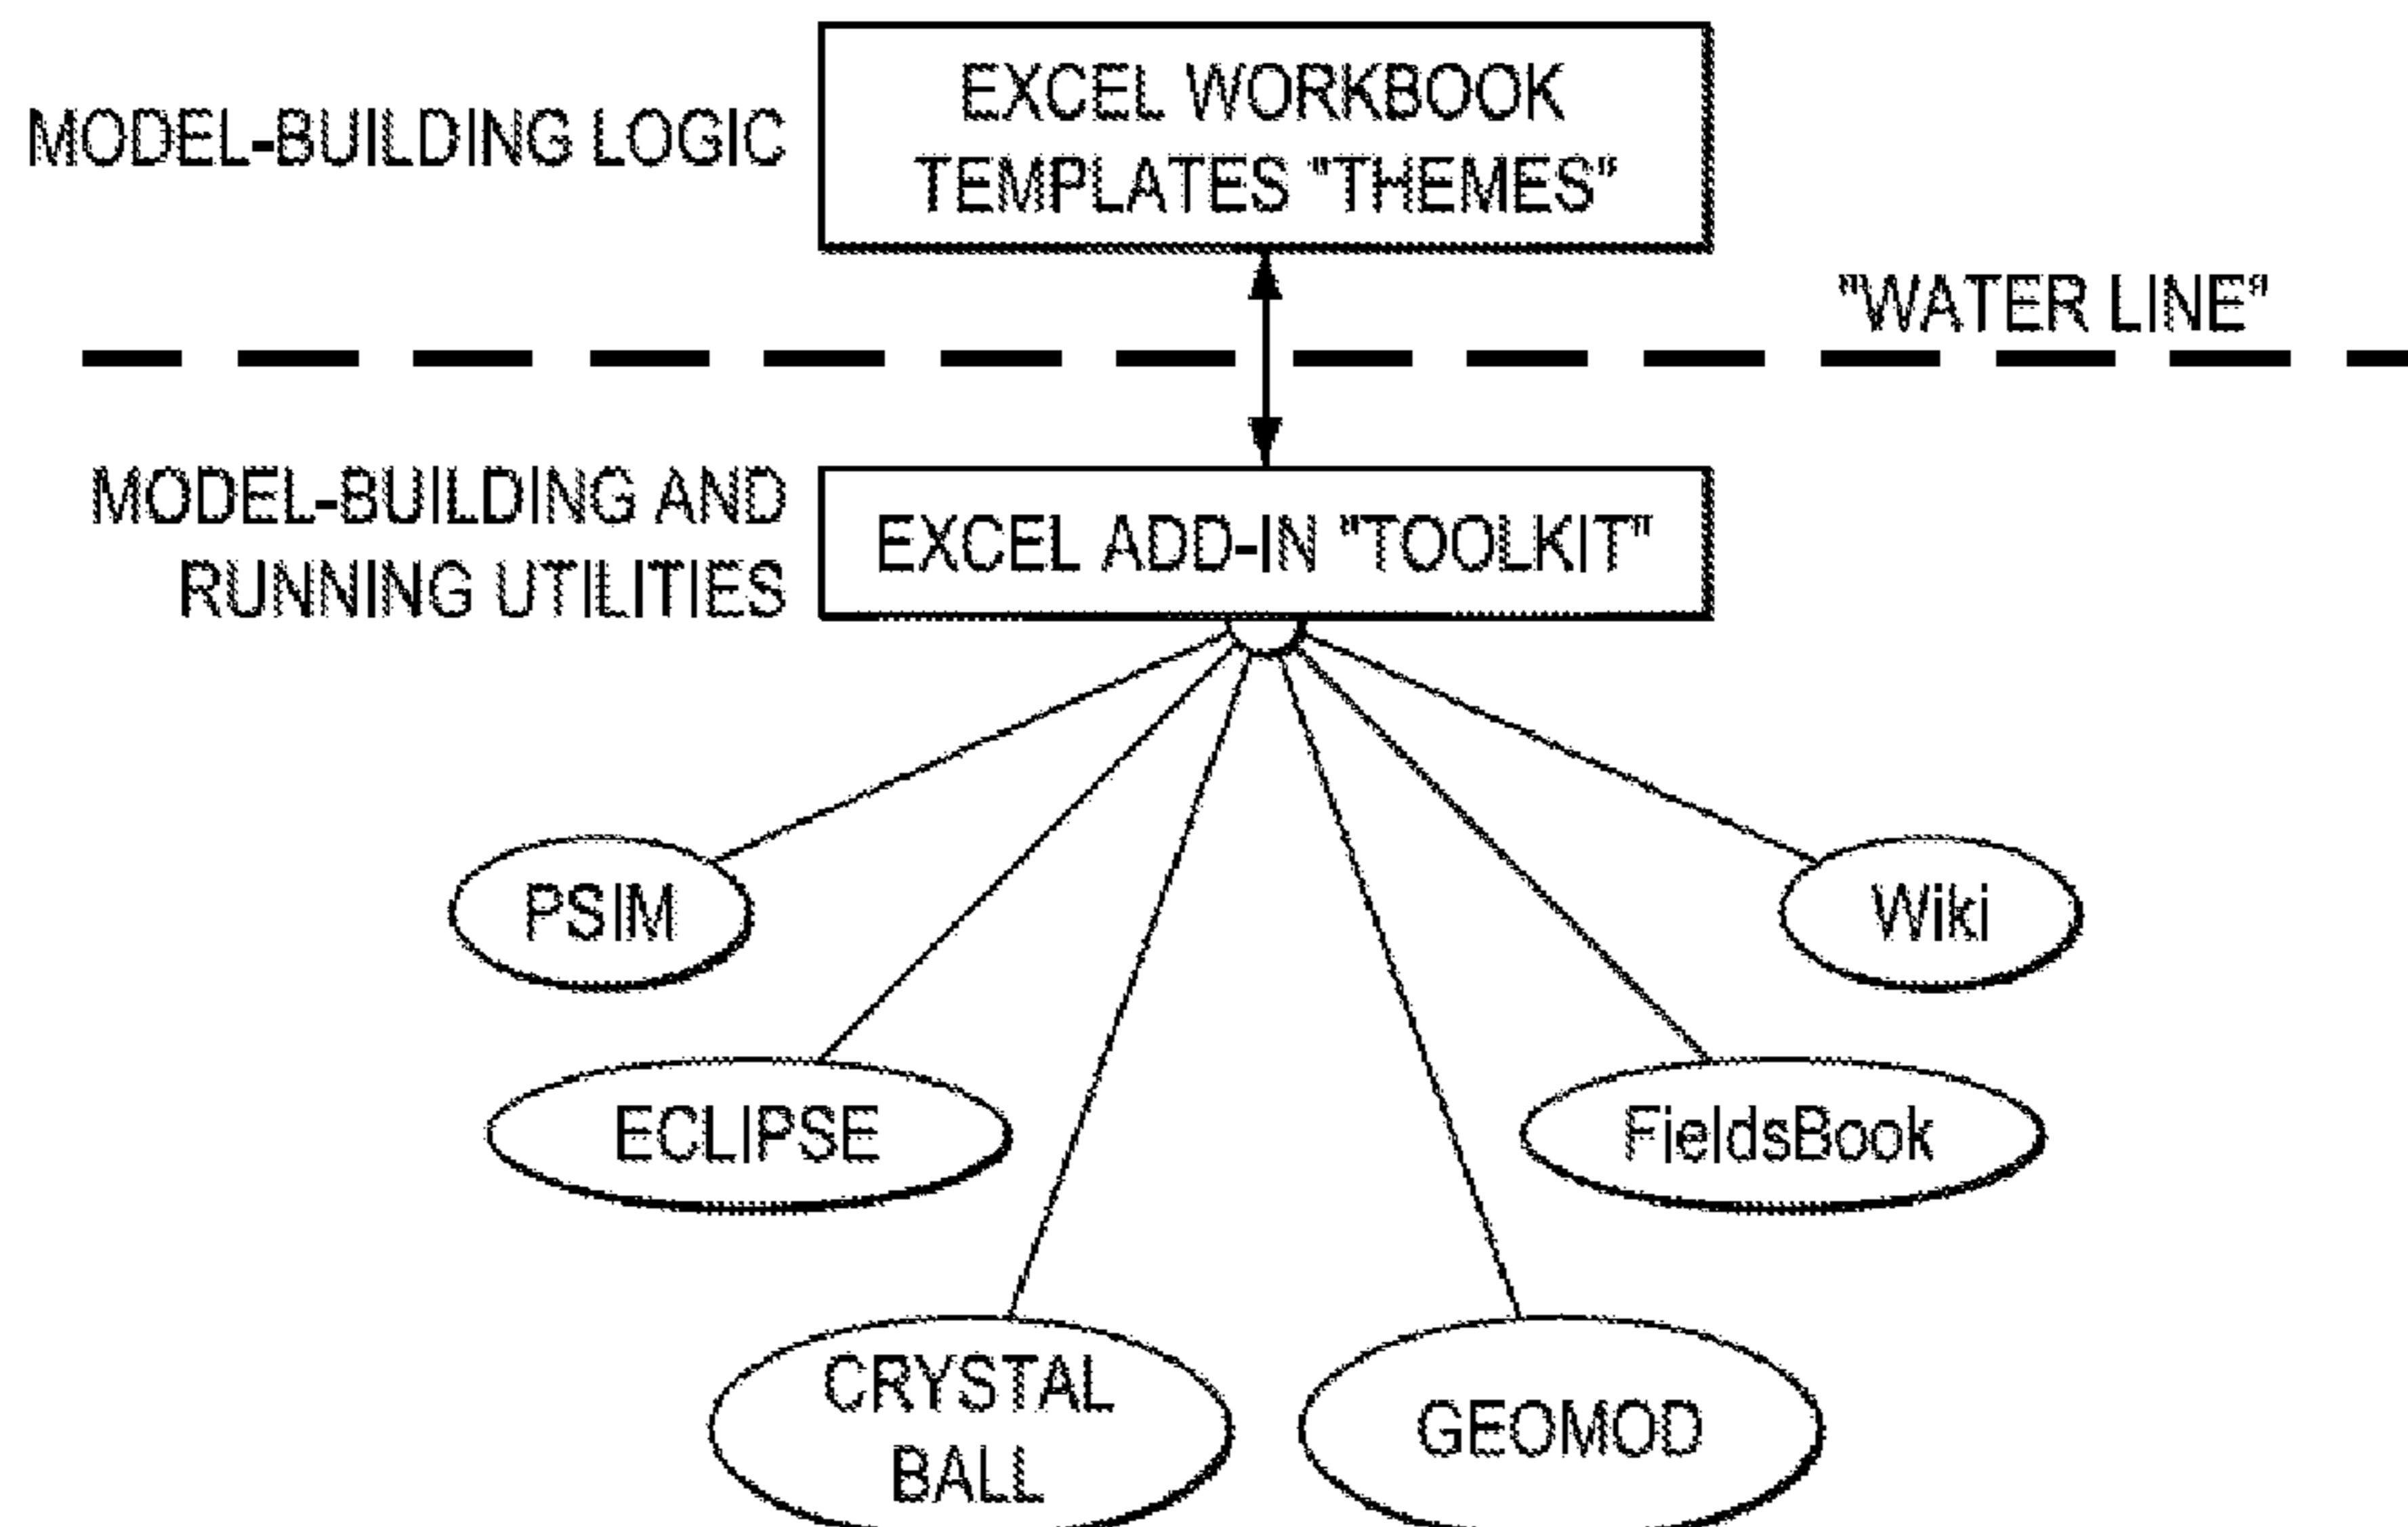 MODEL-BUILDING LOGIC
EXCEL WORKBOOK
TEMPLATES "THEMES"
"WATER LINE"
MODEL-BUILDING AND
RUNNING UTILITIES
EXCEL ADD-IN "TOOLKIT"
PSIM
Wiki
ECLIPSE
FieldsBook
CRYSTAL
BALL
GEOMOD